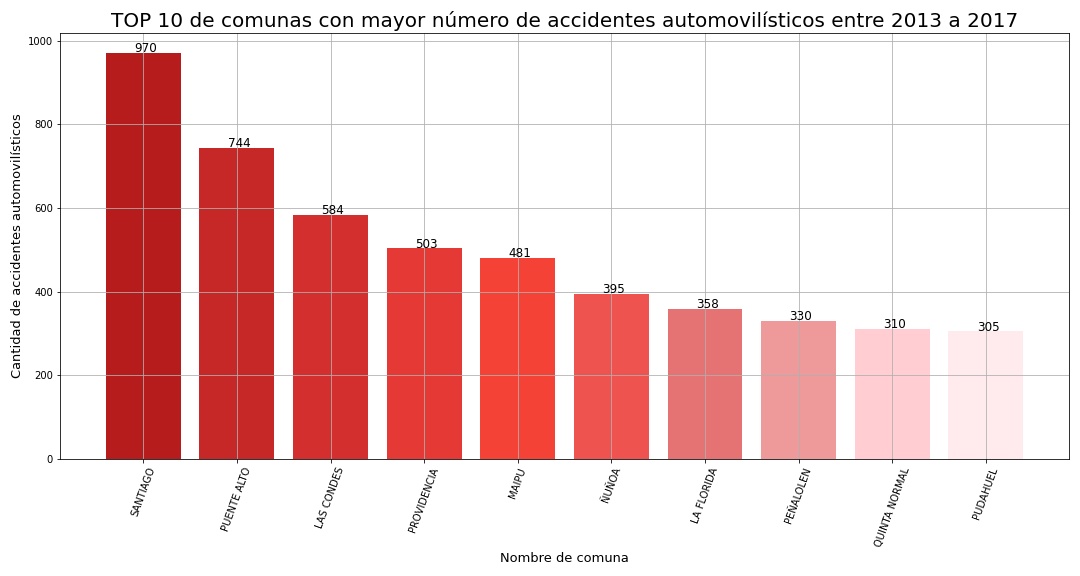 TOP 10 de comunas con mayor número de accidentes automovilísticos entre 2013 a 2017
Cantidad de accidentes automovilísticos
1000
800
600
400
200
0
970
744
584
503
481
395
358
330
310
305
SANTIAGO
PUENTE ALTO
LAS CONDES
PROVIDENCIA
MAIPU
ÑUÑOA
LA FLORIDA
PEÑALOLEN
QUINTA NORMAL
PUDAHUEL
Nombre de comuna